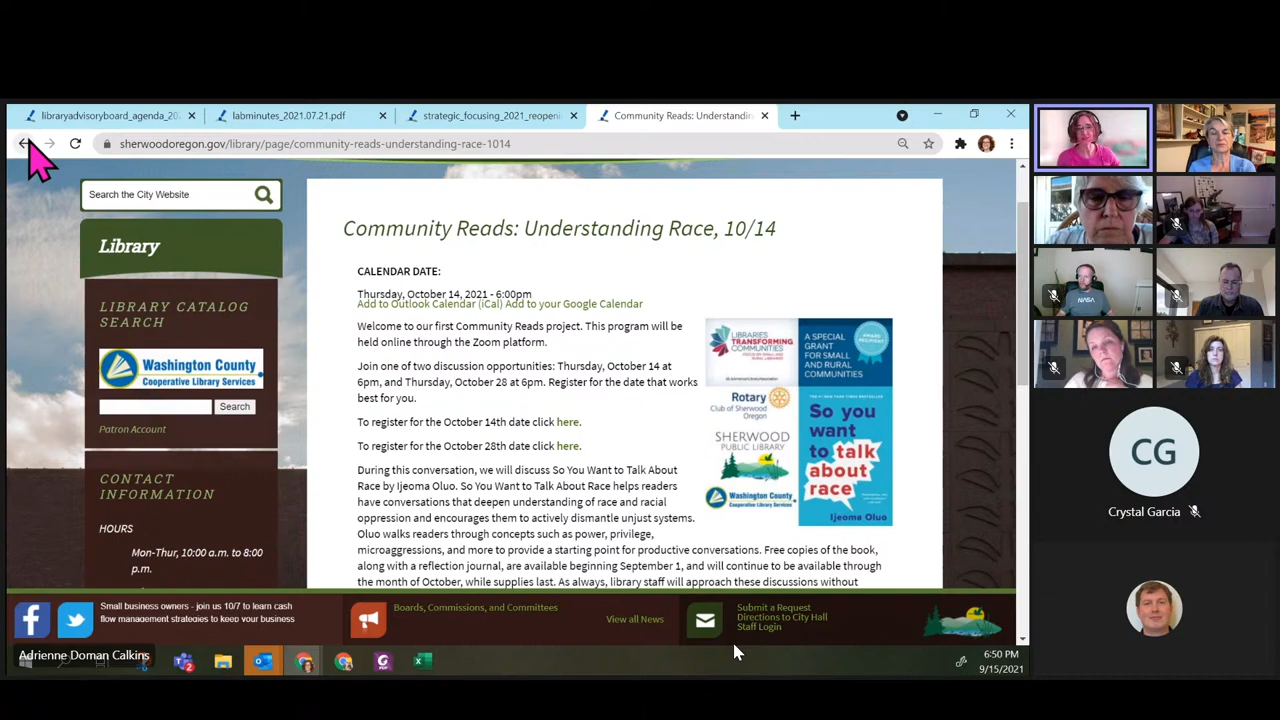 libraryadvisoryboard_agenda_20
labminutes_2021.07.21.pdf
strategic_focusing_2021_reopeni
Community Reads: Understandin
sherwoodoregon.gov/library/page/community-reads-understanding-race-1014
Search the City Website
Library
LIBRARY CATALOG
SEARCH
Washington County
Cooperative Library Services
Search
Patron Account
CONTACT
INFORMATION
HOURS
Mon-Thur, 10:00 a.m. to 8:00
p.m.
Community Reads: Understanding Race, 10/14
CALENDAR DATE:
Thursday, October 14, 2021 - 6:00pm
Add to Outlook Calendar (iCal) Add to your Google Calendar
Welcome to our first Community Reads project. This program will be
held online through the Zoom platform.
Join one of two discussion opportunities: Thursday, October 14 at
6pm, and Thursday, October 28 at 6pm. Register for the date that works
best for you.
To register for the October 14th date click here.
To register for the October 28th date click here.
During this conversation, we will discuss So You Want to Talk About
Race by Ijeoma Oluo. So You Want to Talk About Race helps readers
have conversations that deepen understanding of race and racial
oppression and encourages them to actively dismantle unjust systems.
Oluo walks readers through concepts such as power, privilege,
microaggressions, and more to provide a starting point for productive conversations. Free copies of the book,
along with a reflection journal, are available beginning September 1, and will continue to be available through
the month of October, while supplies last. As always, library staff will approach these discussions without
LIBRARIES
TRANSFORMING
COMMUNITIES
A SPECIAL
GRANT
FOR SMALL
AND RURAL
COMMUNITIES
AWARD
RECIPIENT
Rotary
Club of Sherwood
Oregon
SHERWOOD
PUBLIC LIBRARY
Washington County
Cooperative Library Services
So you
want
to talk
about
race
Ijeoma Oluo
Small business owners - join us 10/7 to learn cash
flow management strategies to keep your business
Boards, Commissions, and Committees
View all News
Submit a Request
Directions to City Hall
Staff Login
Adrienne Doman Calkins
6:50 PM
9/15/2021
NASA
CG
Crystal Garcia